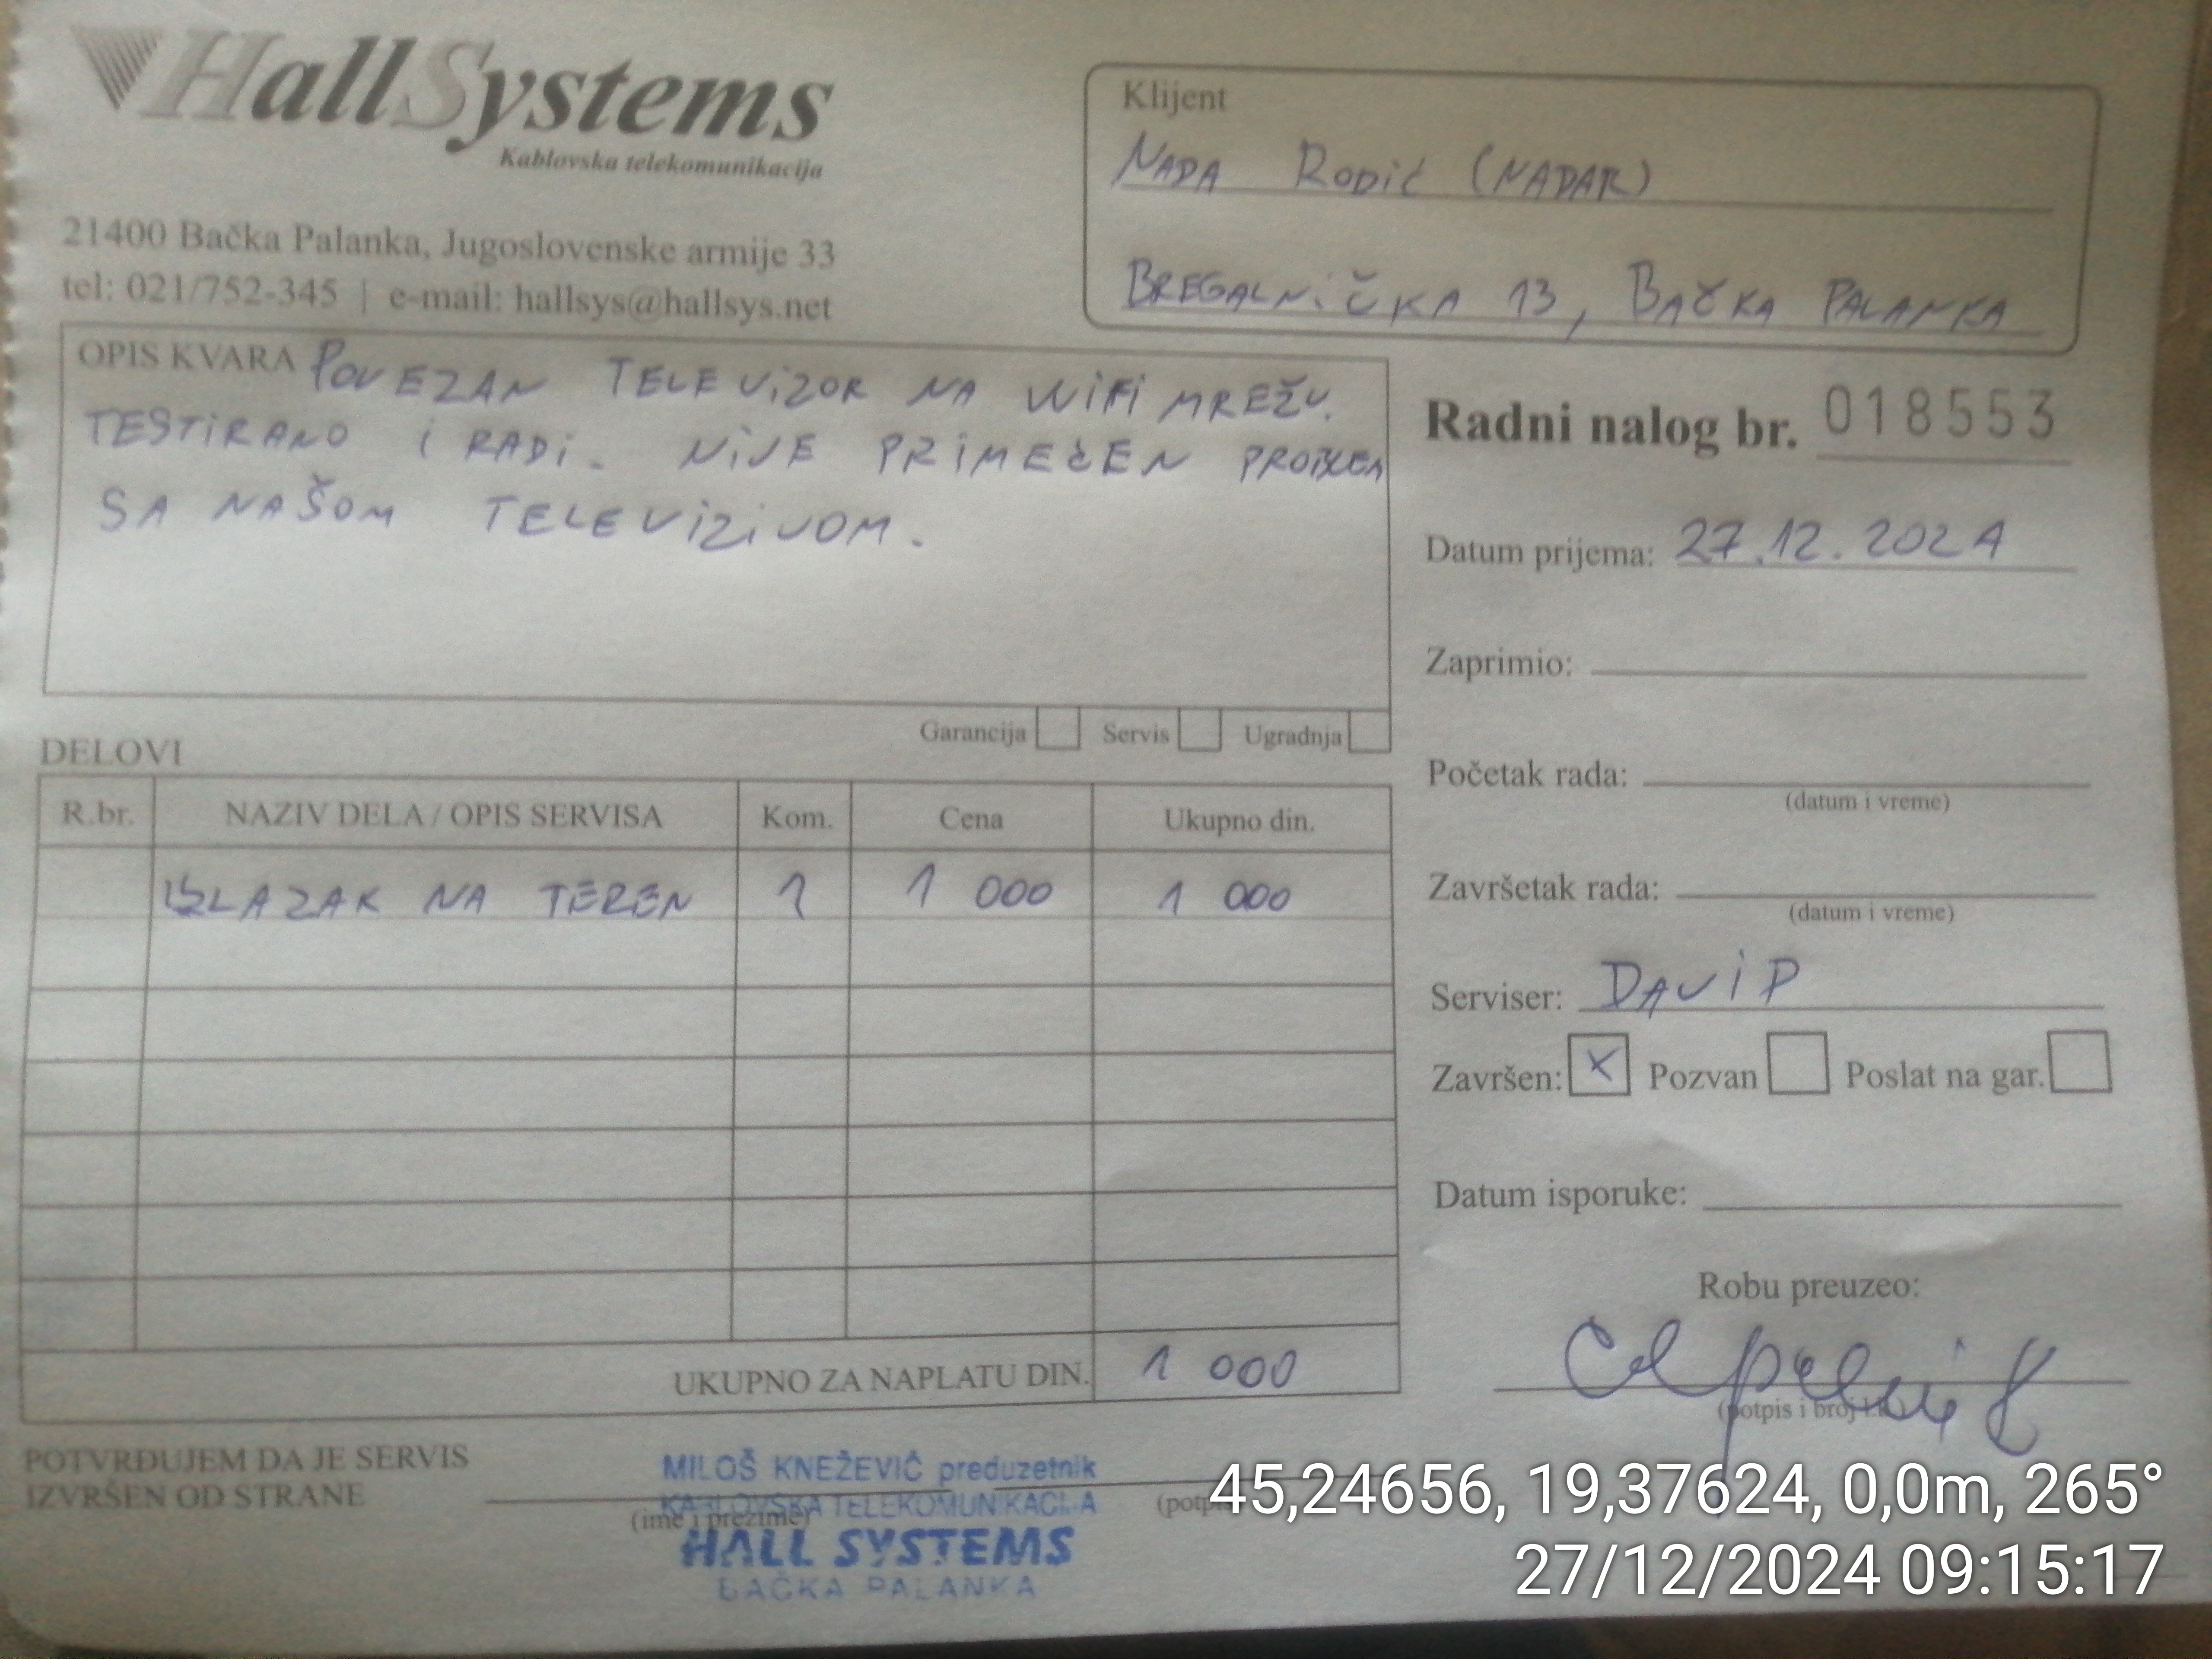 HallSystems
Kablovska telekomunikacija
21400 Bačka Palanka, Jugoslovenske armije 33
tel: 021/752-345 | e-mail: hallsys@hallsys.net
Klijent
NADA RODIĆ (NADAR)
BREGALNIČKA 13, BAČKA PALANKA
OPIS KVARA POVEZAN TELEVIZOR NA WIFI MREŽU.
TESTIRANO I RADI. NIJE PRIMEĆEN PROBLEM
SA NAŠOM TELEVIZIJOM.
Garancija Servis Ugradnja
Radni nalog br. 018553
Datum prijema: 27.12.2024
Zaprimio:
Početak rada:
(datum i vreme)
Završetak rada:
(datum i vreme)
Serviser: DAVID
Završen: X Pozvan Poslat na gar.
Datum isporuke:
Robu preuzeo:
(potpis i broj l.k.)
DELOVI
R.br. NAZIV DELA / OPIS SERVISA Kom. Cena Ukupno din.
IZLAZAK NA TEREN 1 1 000 1 000
UKUPNO ZA NAPLATU DIN. 1 000
POTVRĐUJEM DA JE SERVIS
IZVRŠEN OD STRANE
(ime i prezime)
MILOŠ KNEŽEVIĆ preduzetnik
KABLOVSKA TELEKOMUNIKACIJA
HALL SYSTEMS
BAČKA PALANKA
45,24656, 19,37624, 0,0m, 265°
27/12/2024 09:15:17